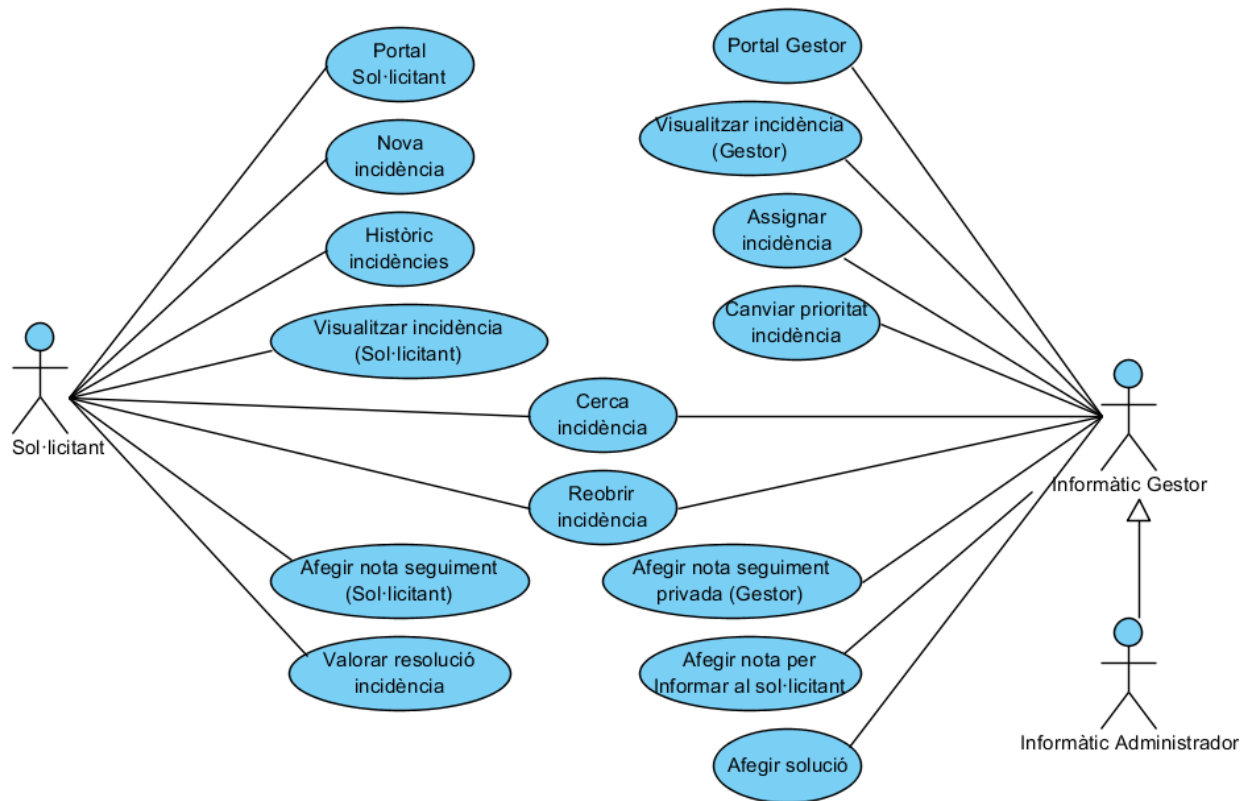 Portal
Sol·licitant
Nova
incidència
Històric
incidències
Visualitzar incidència
(Sol·licitant)
Sol·licitant
Cerca
incidència
Reobrir
incidència
Afegir nota seguiment
(Sol·licitant)
Valorar resolució
incidència
Portal Gestor
Visualitzar incidència
(Gestor)
Assignar
incidència
Canviar prioritat
incidència
Informàtic Gestor
Afegir nota seguiment
privada (Gestor)
Afegir nota per
Informar al sol·licitant
Afegir solució
Informàtic Administrador